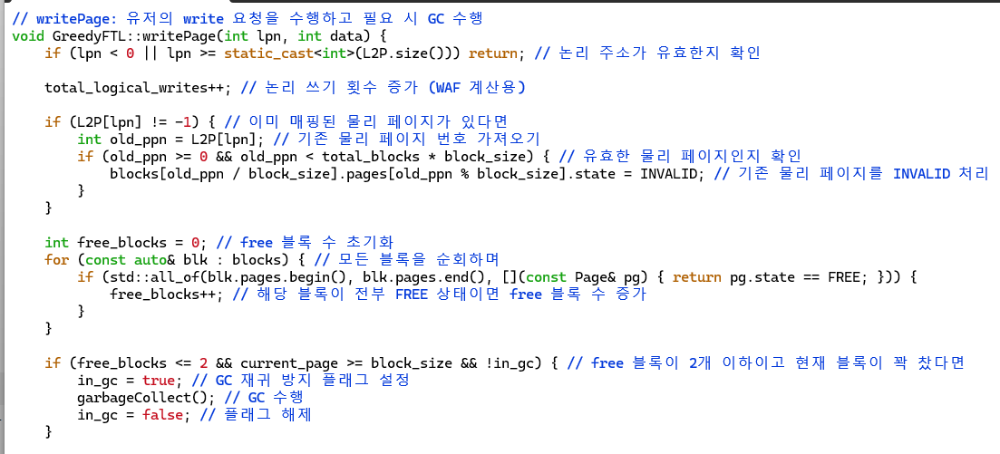 // writePage: 유저의 write 요청을 수행하고 필요 시 GC 수행
void GreedyFTL::writePage(int lpn, int data) {
    if (lpn < 0 || lpn >= static_cast<int>(L2P.size())) return; // 논리 주소가 유효한지 확인

    total_logical_writes++; // 논리 쓰기 횟수 증가 (WAF 계산용)

    if (L2P[lpn] != -1) { // 이미 매핑된 물리 페이지가 있다면
        int old_ppn = L2P[lpn]; // 기존 물리 페이지 번호 가져오기
        if (old_ppn >= 0 && old_ppn < total_blocks * block_size) { // 유효한 물리 페이지인지 확인
            blocks[old_ppn / block_size].pages[old_ppn % block_size].state = INVALID; // 기존 물리 페이지를 INVALID 처리
        }
    }

    int free_blocks = 0; // free 블록 수 초기화
    for (const auto& blk : blocks) { // 모든 블록을 순회하며
        if (std::all_of(blk.pages.begin(), blk.pages.end(), [](const Page& pg) { return pg.state == FREE; })) {
            free_blocks++; // 해당 블록이 전부 FREE 상태이면 free 블록 수 증가
        }
    }

    if (free_blocks <= 2 && current_page >= block_size && !in_gc) { // free 블록이 2개 이하이고 현재 블록이 꽉 찼다면
        in_gc = true; // GC 재귀 방지 플래그 설정
        garbageCollect(); // GC 수행
        in_gc = false; // 플래그 해제
    }